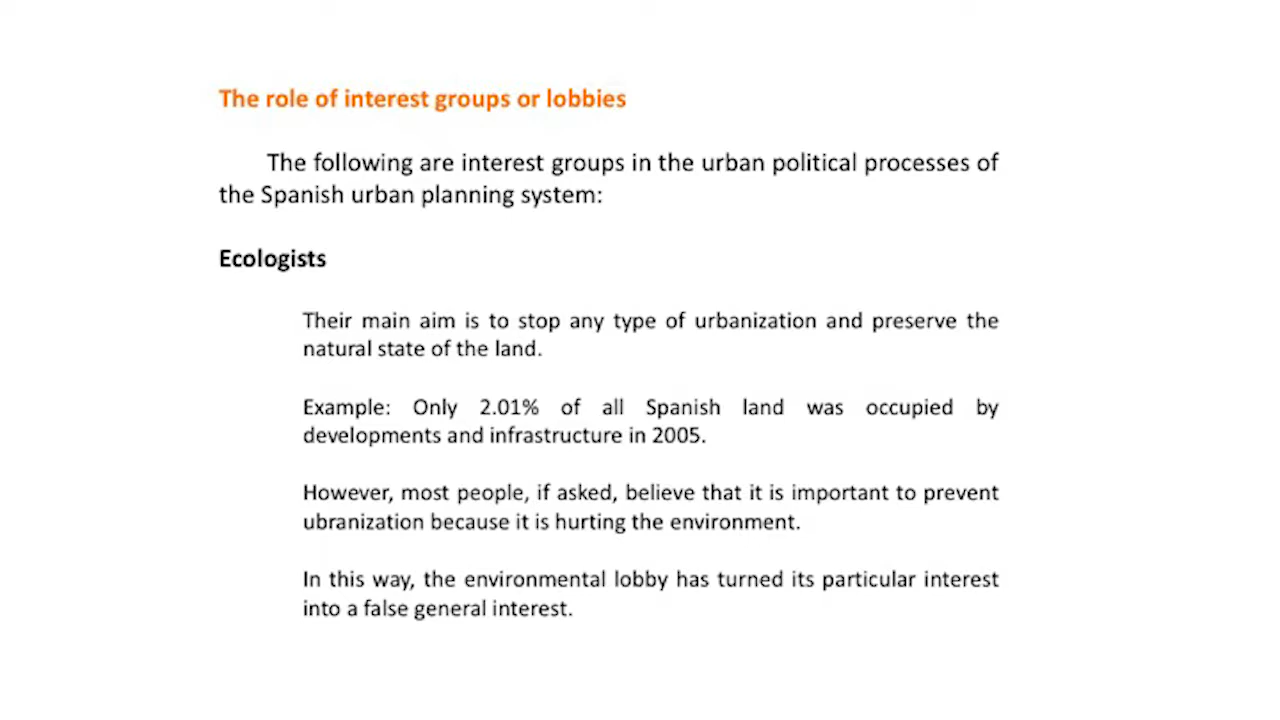 The role of interest groups or lobbies
The following are interest groups in the urban political processes of
the Spanish urban planning system:
Ecologists
Their main aim is to stop any type of urbanization and preserve the
natural state of the land.
Example: Only 2.01% of all Spanish land was occupied by
developments and infrastructure in 2005.
However, most people, if asked, believe that it is important to prevent
ubranization because it is hurting the environment.
In this way, the environmental lobby has turned its particular interest
into a false general interest.